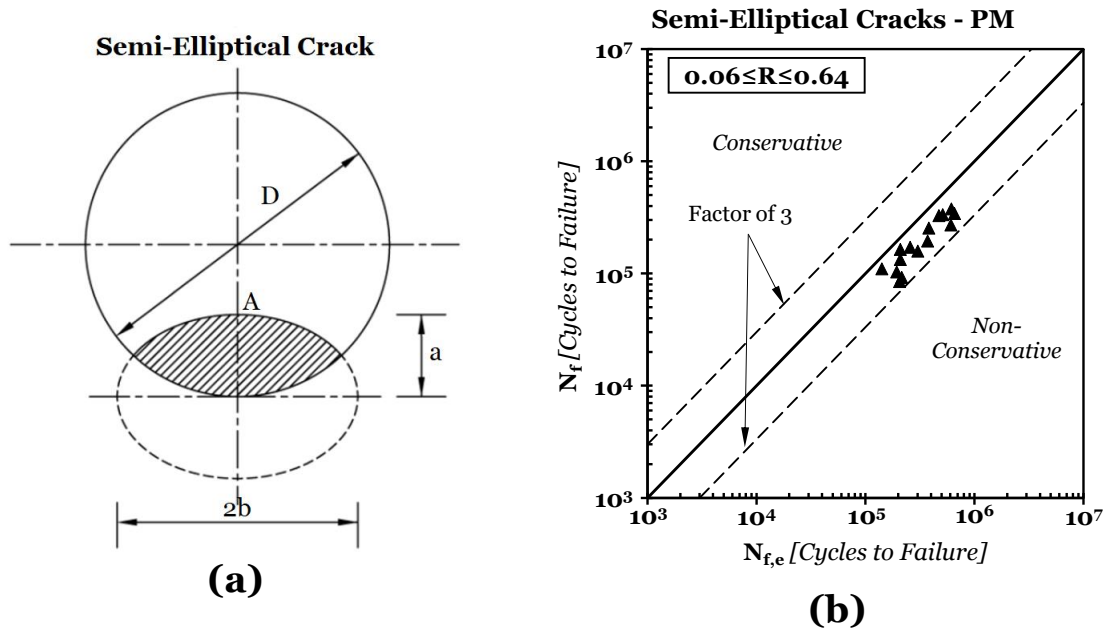 Semi-Elliptical Crack
D
A
a
2b
(a)
Semi-Elliptical Cracks - PM
10⁷
0.06≤R≤0.64
Conservative
10⁶
Factor of 3
10⁵
Non-
Conservative
10⁴
10³
N_f [Cycles to Failure]
10³ 10⁴ 10⁵ 10⁶ 10⁷
N_f,e [Cycles to Failure]
(b)